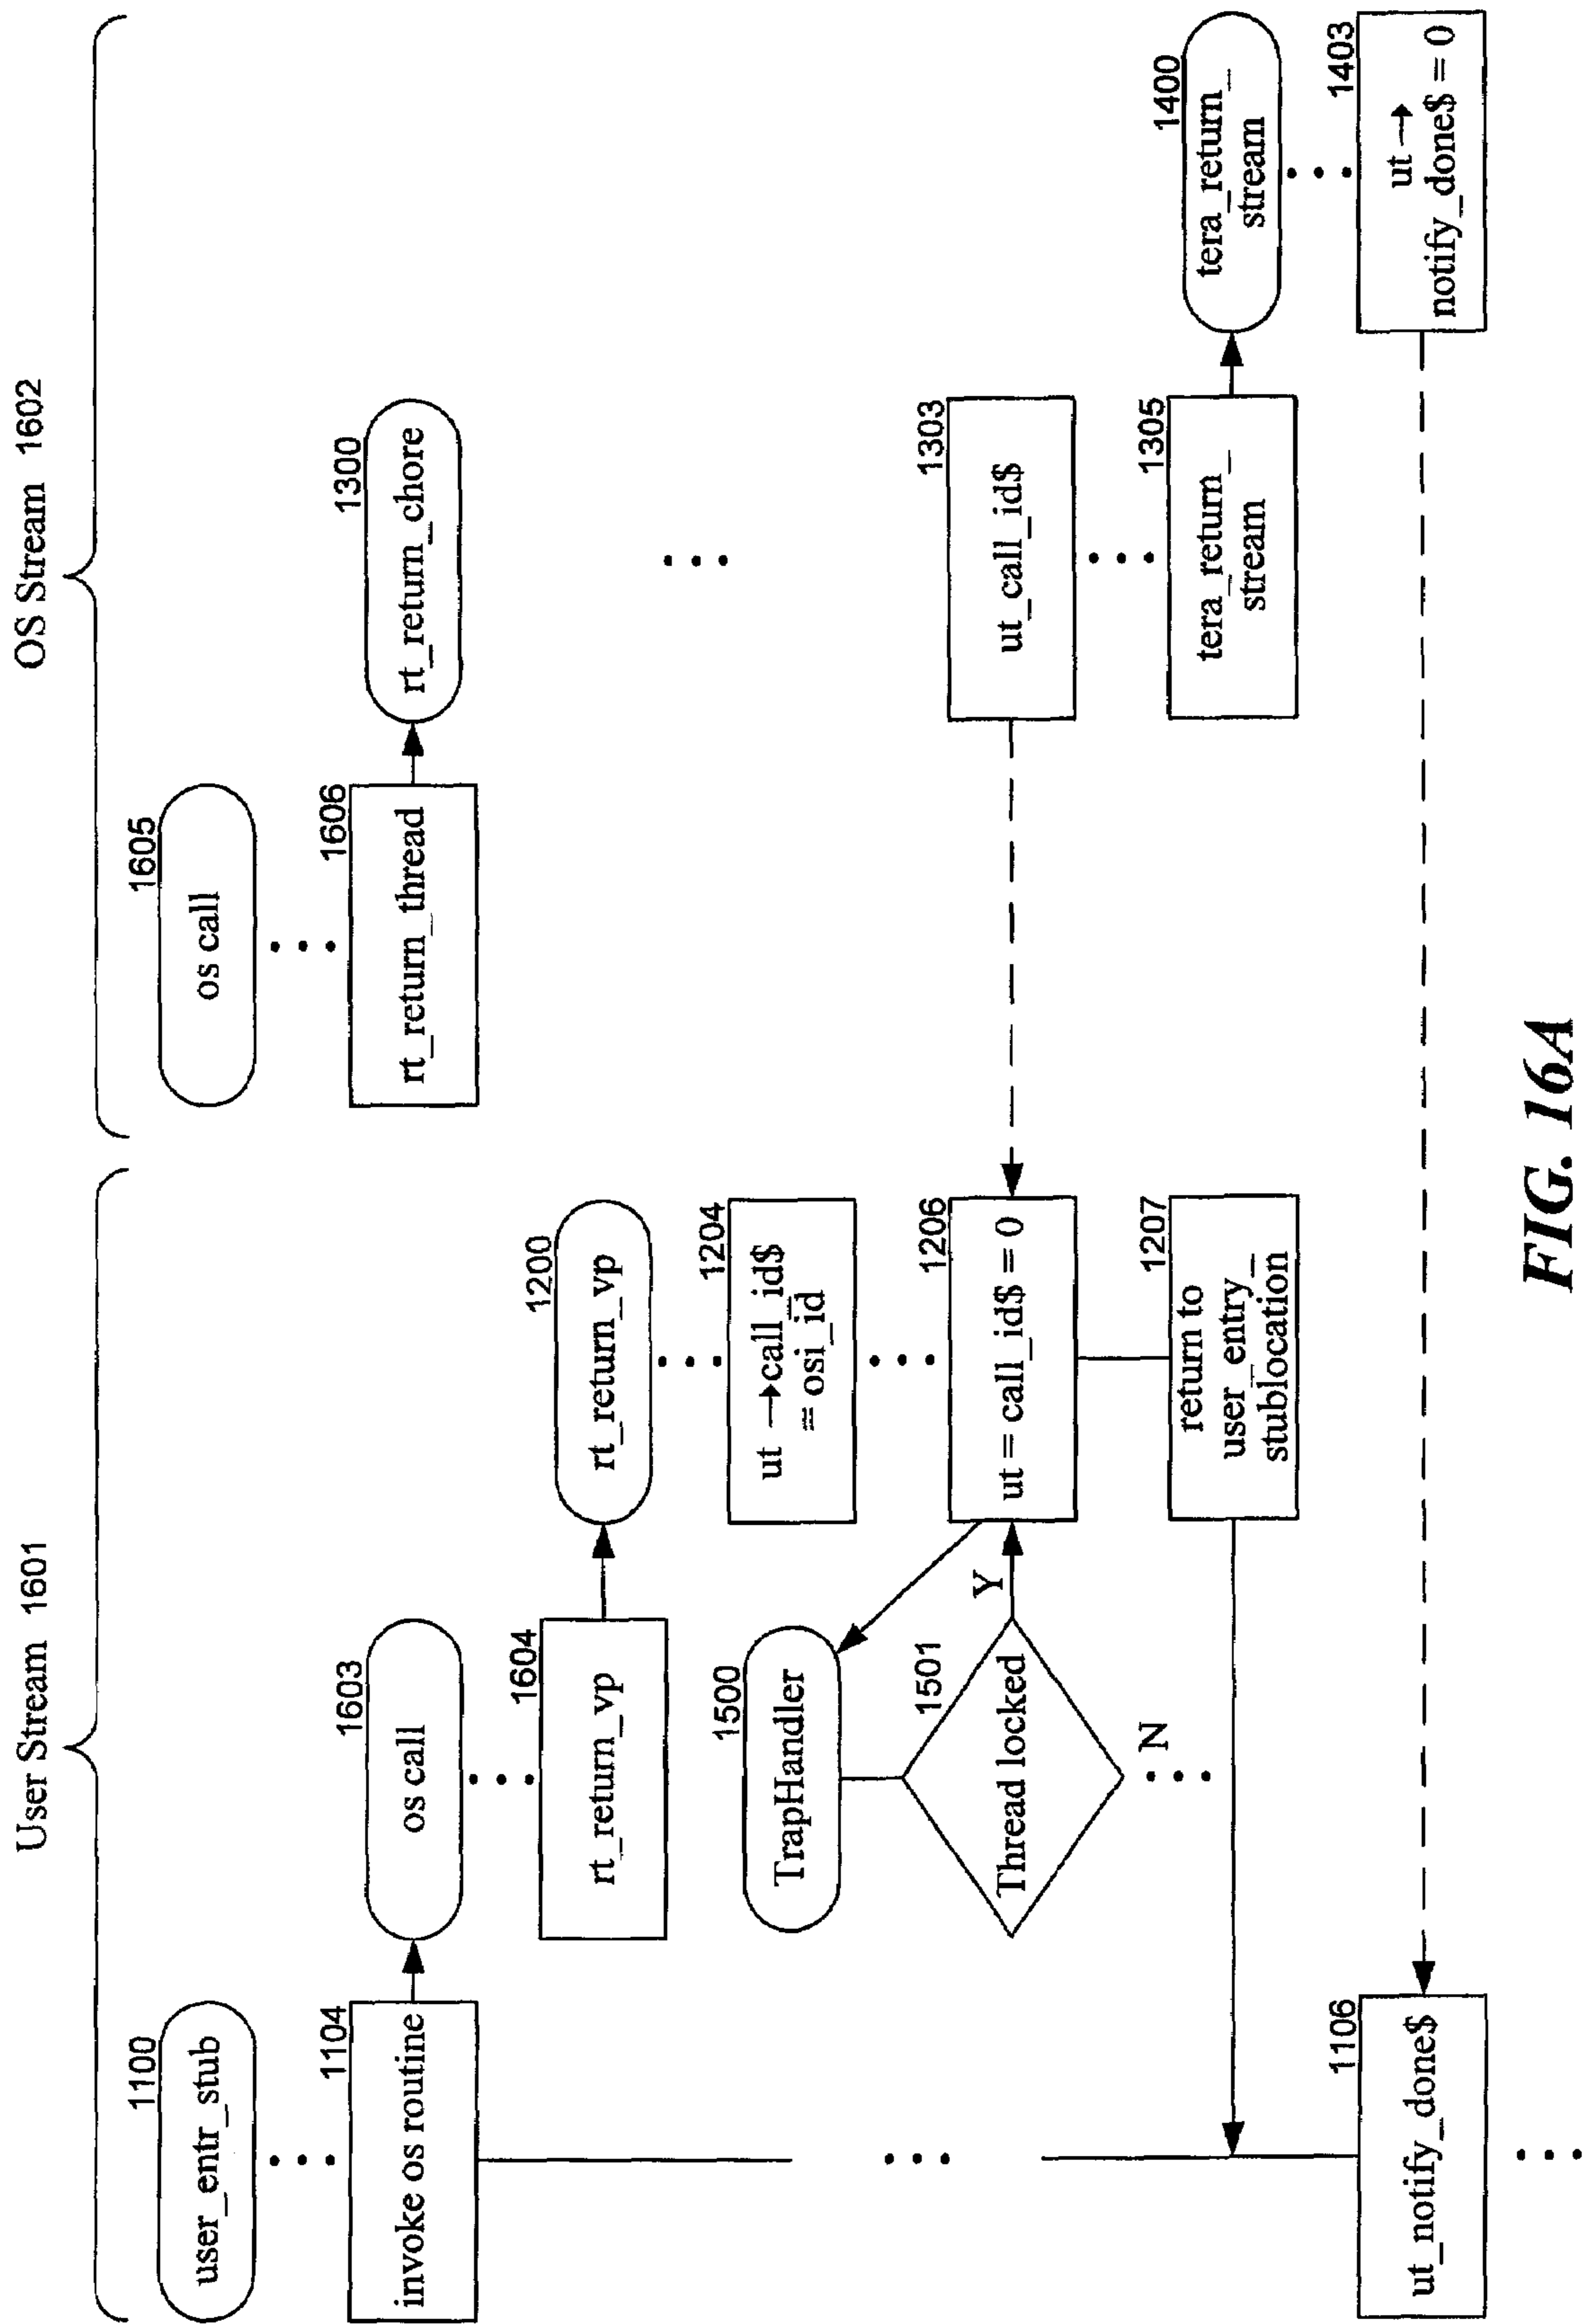 User Stream 1601
OS Stream 1602
1100
user_entr_stub
1104
invoke os routine
1603
os call
1604
rt_return_vp
1200
rt_return_vp
1204
ut →call_id$
= osi_id
1500
TrapHandler
1501
Thread locked
Y
N
1206
ut = call_id$ = 0
1207
return to
user_entry_
stublocation
1106
ut_notify_done$
1605
os call
1606
rt_return_thread
1300
rt_return_chore
1303
ut_call_id$
1305
tera_return_
stream
1400
tera_return_
stream
1403
ut →
notify_done$ = 0
FIG. 16A